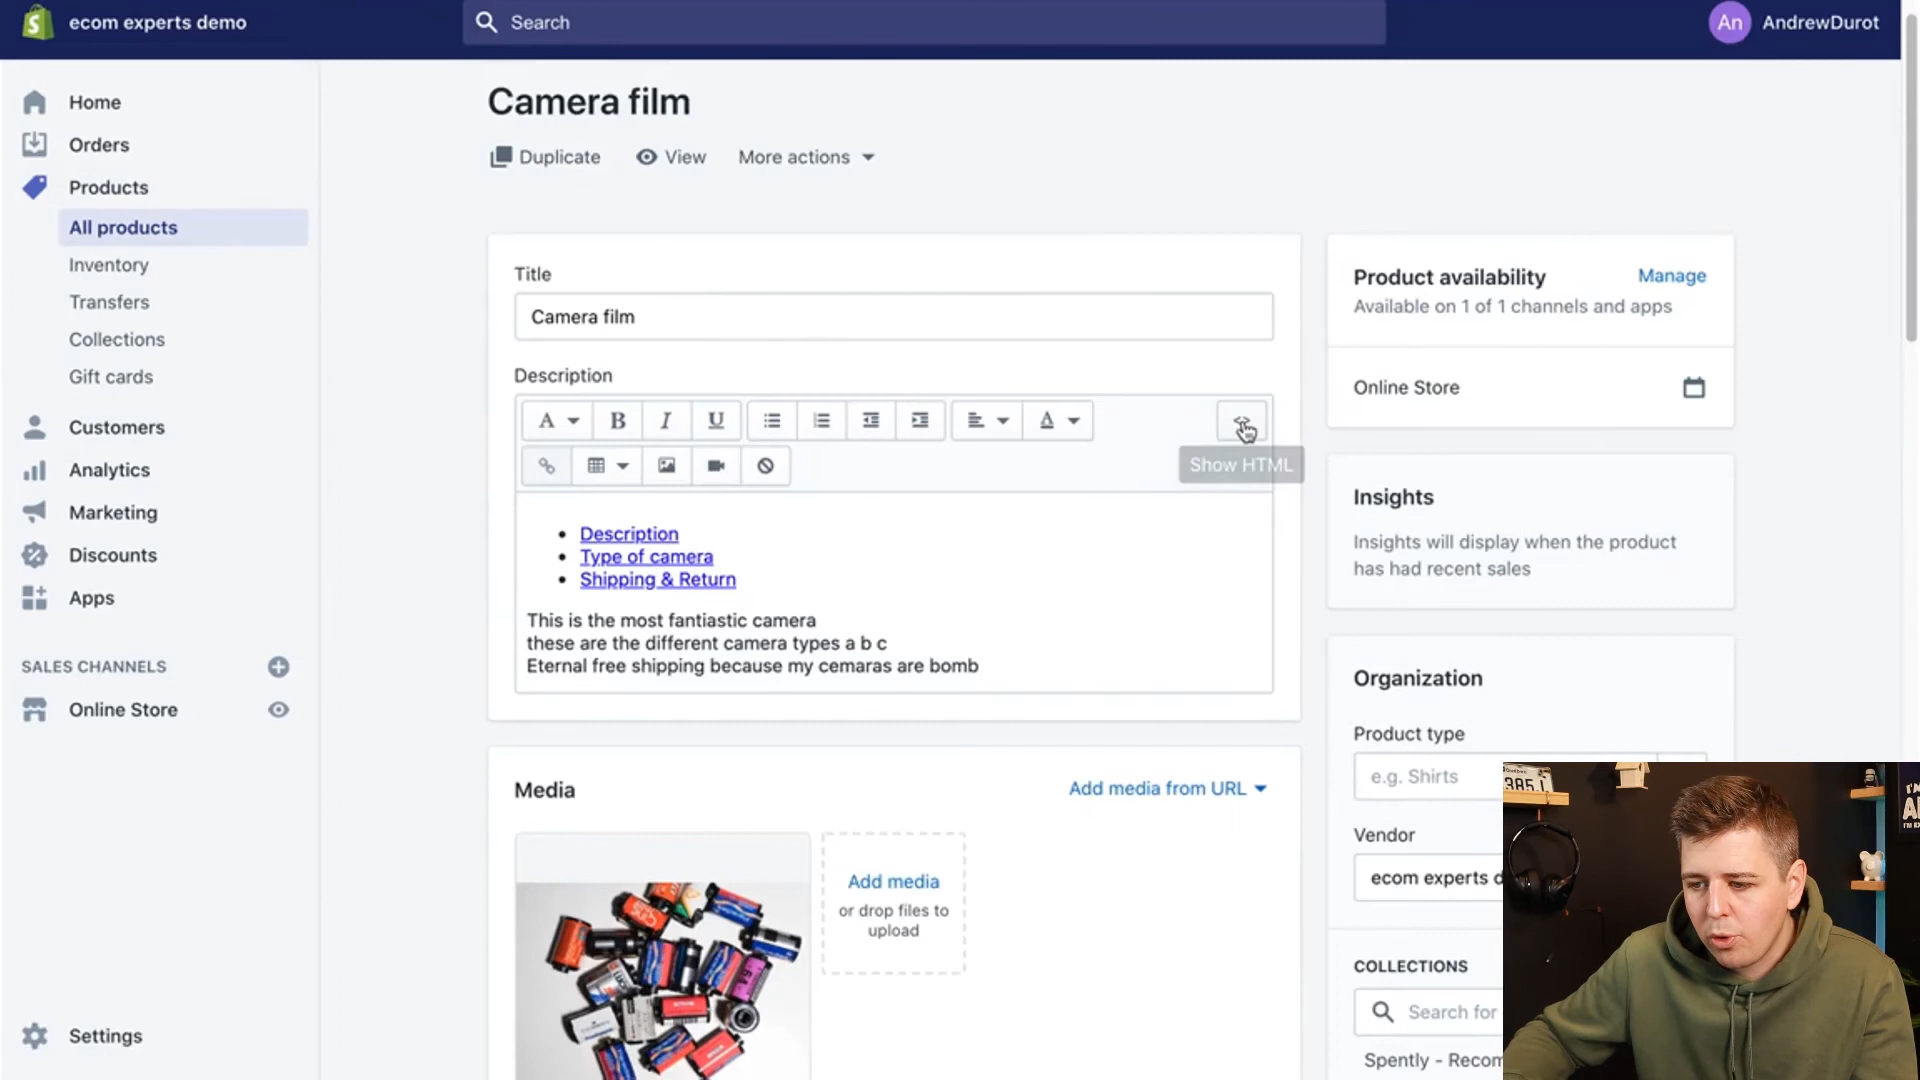 ecom experts demo
Search
An
AndrewDurot
Home
Orders
Products
All products
Inventory
Transfers
Collections
Gift cards
Customers
Analytics
Marketing
Discounts
Apps
SALES CHANNELS
Online Store
Settings
Camera film
Duplicate
View
More actions
Title
Camera film
Description
A
B
I
U
A
Show HTML
Description
Type of camera
Shipping & Return
This is the most fantiastic camera
these are the different camera types a b c
Eternal free shipping because my cemaras are bomb
Media
Add media from URL
Add media
or drop files to
upload
Product availability
Manage
Available on 1 of 1 channels and apps
Online Store
Insights
Insights will display when the product
has had recent sales
Organization
Product type
e.g. Shirts
Vendor
ecom experts d
COLLECTIONS
Search for
Spently - Recom